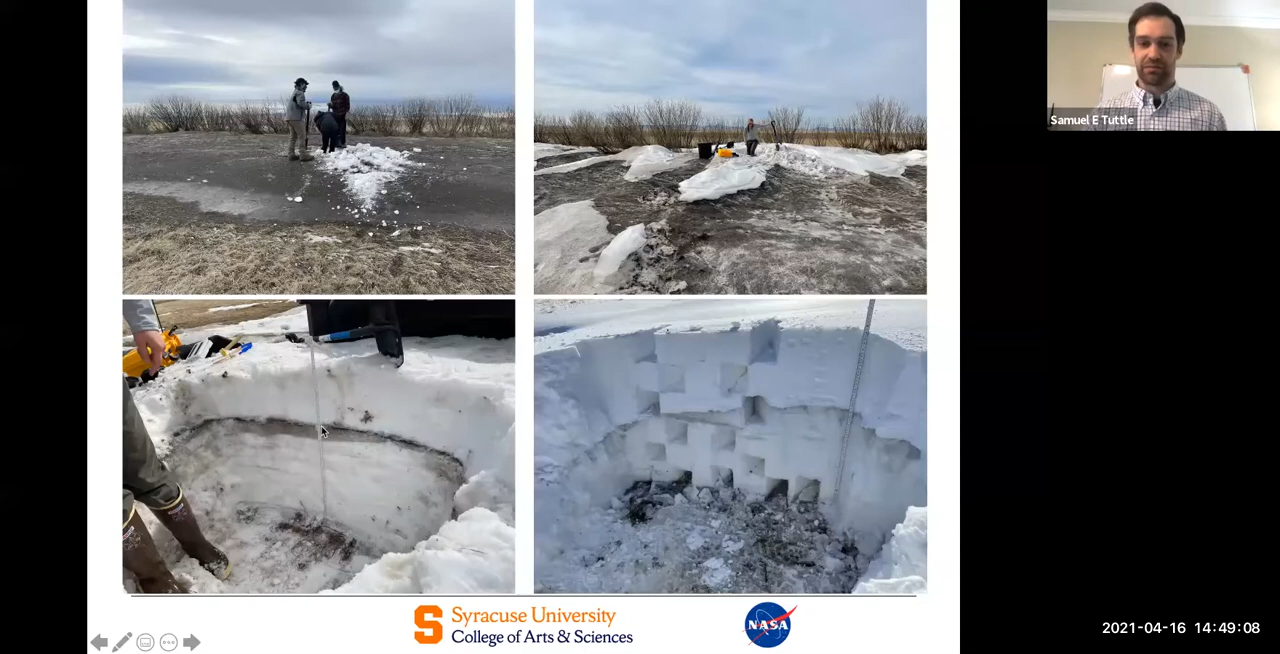 Samuel E Tuttle
S Syracuse University
College of Arts & Sciences
NASA
2021-04-16 14:49:08